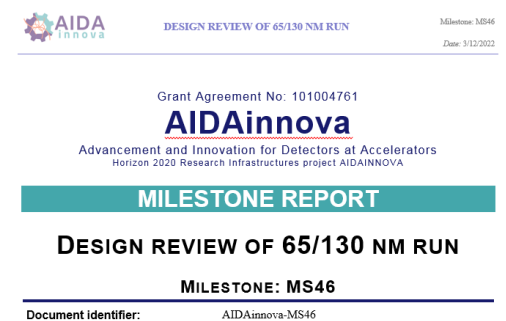 AIDA
innova
DESIGN REVIEW OF 65/130 NM RUN
Milestone: MS46
Date: 3/12/2022
Grant Agreement No: 101004761
AIDAinnova
Advancement and Innovation for Detectors at Accelerators
Horizon 2020 Research Infrastructures project AIDAINNOVA
MILESTONE REPORT
DESIGN REVIEW OF 65/130 NM RUN
MILESTONE: MS46
Document identifier: AIDAinnova-MS46